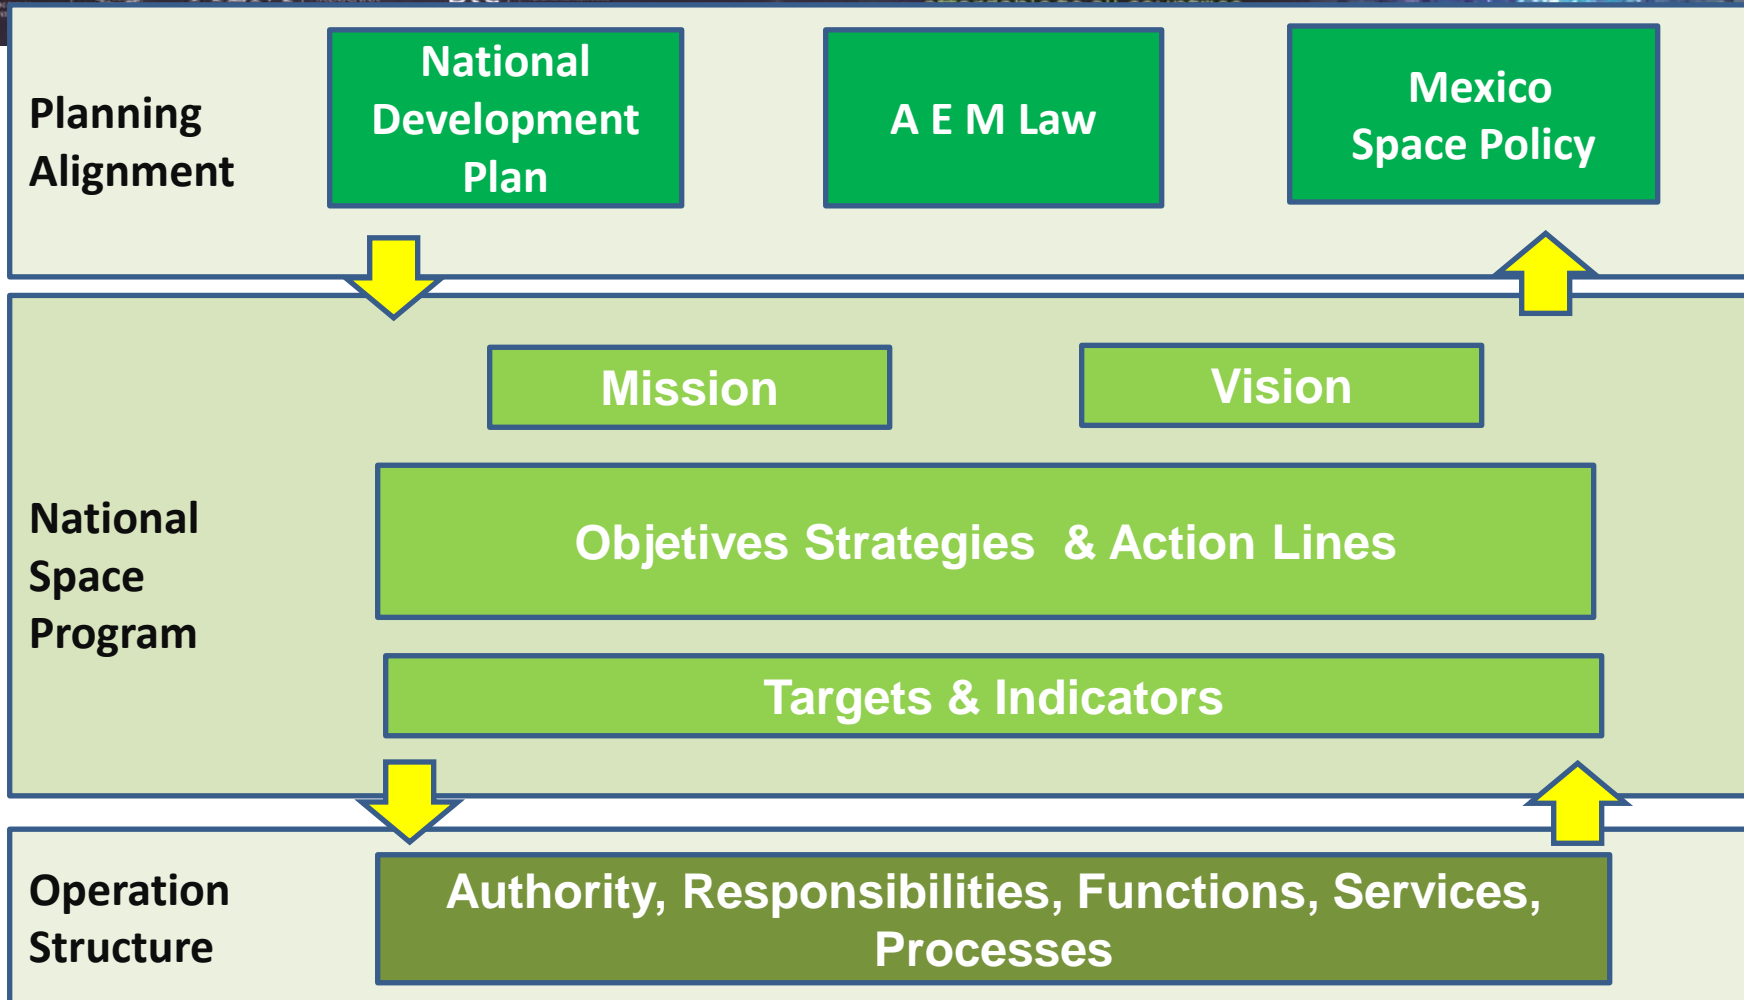 Planning
Alignment
National
Development
Plan
A E M Law
Mexico
Space Policy
National
Space
Program
Mission
Vision
Objetives Strategies & Action Lines
Targets & Indicators
Operation
Structure
Authority, Responsibilities, Functions, Services,
Processes